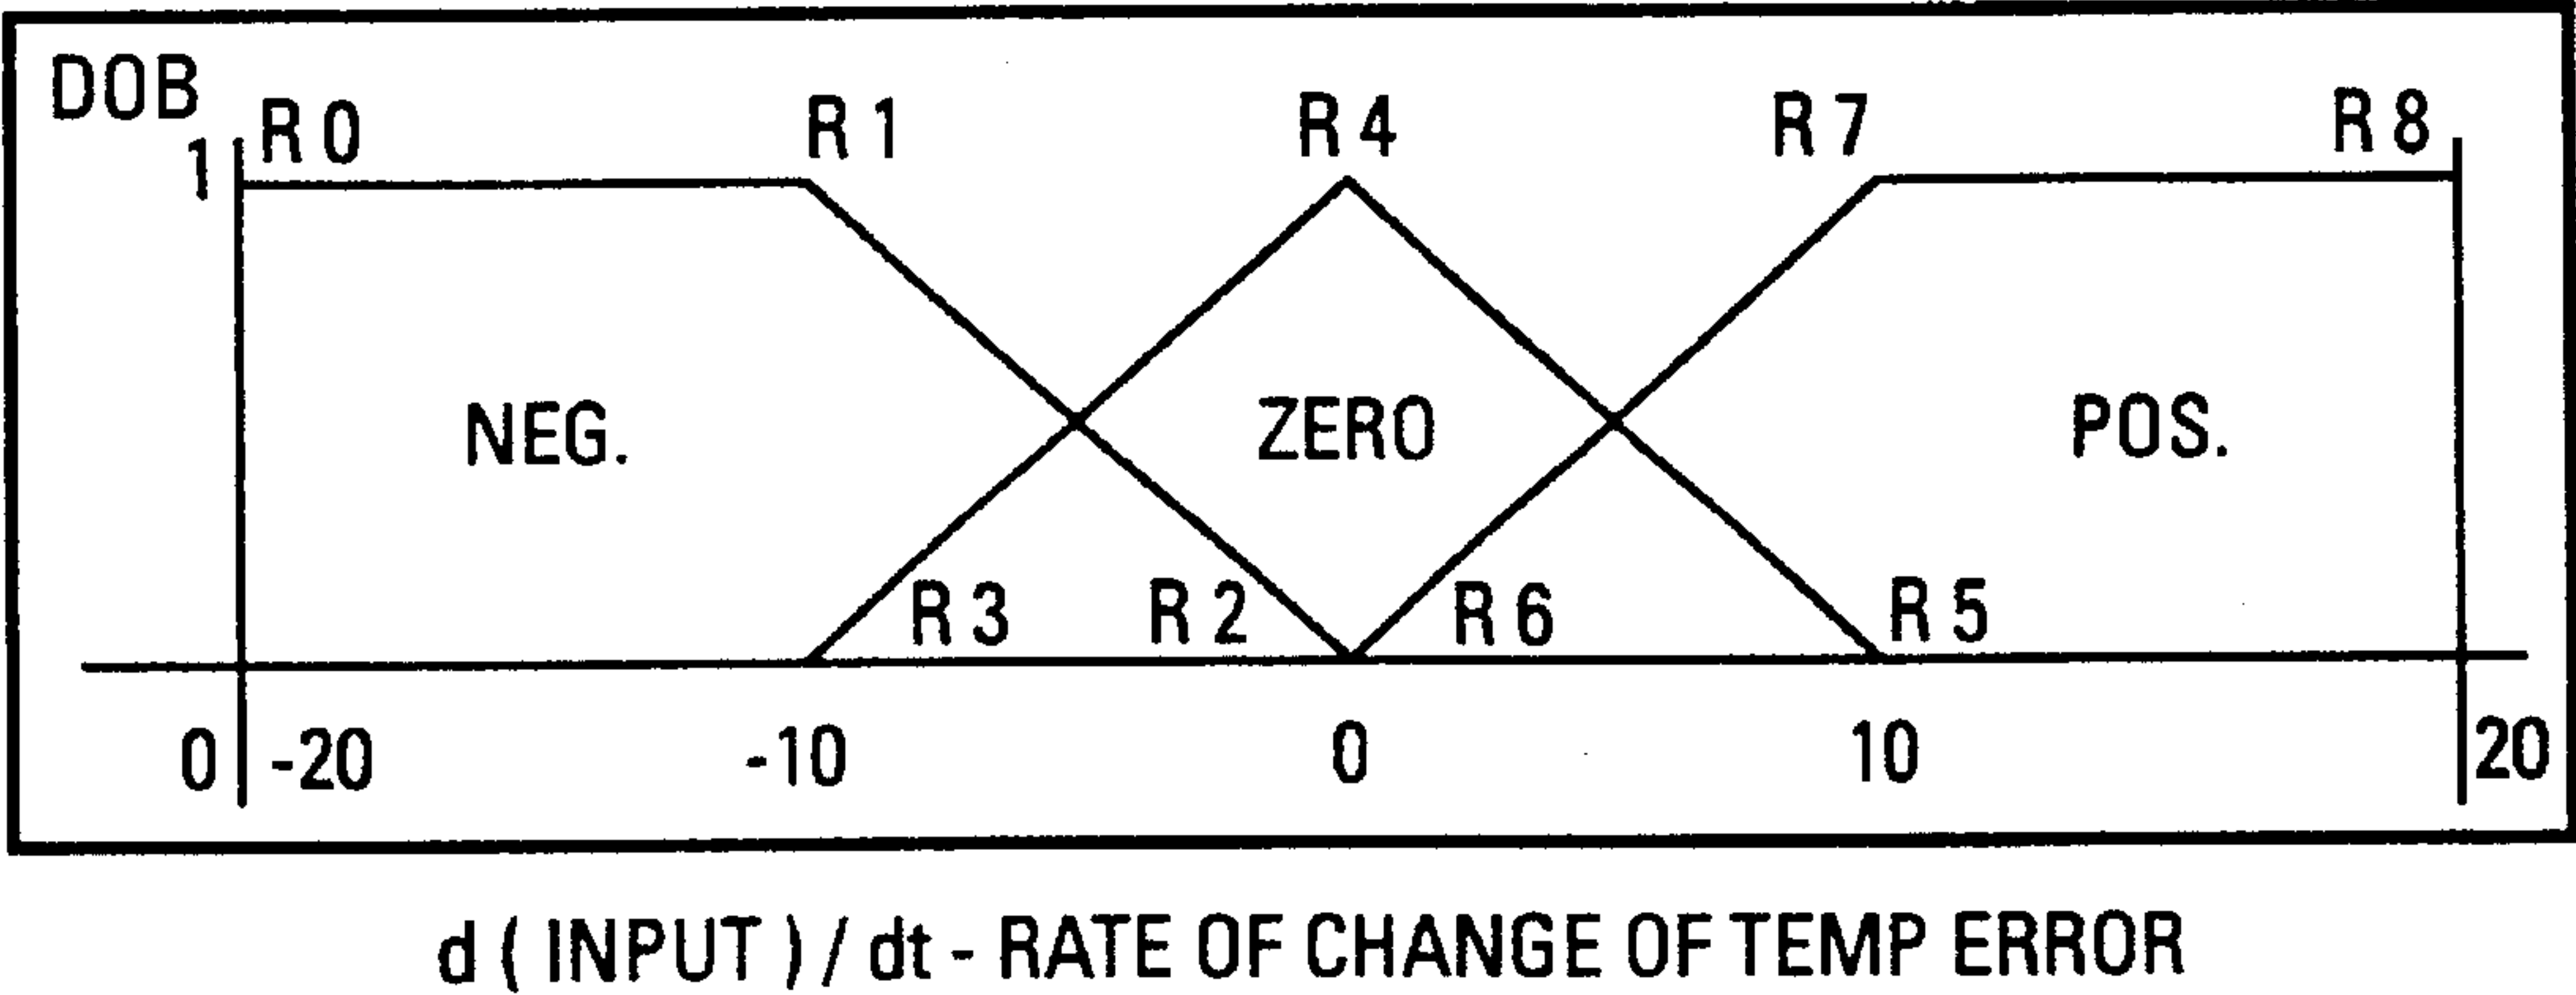 DOB
1 R0 R1 R4 R7 R8
NEG. ZERO POS.
R3 R2 R6 R5
0 -20 -10 0 10 20
d ( INPUT ) / dt - RATE OF CHANGE OF TEMP ERROR